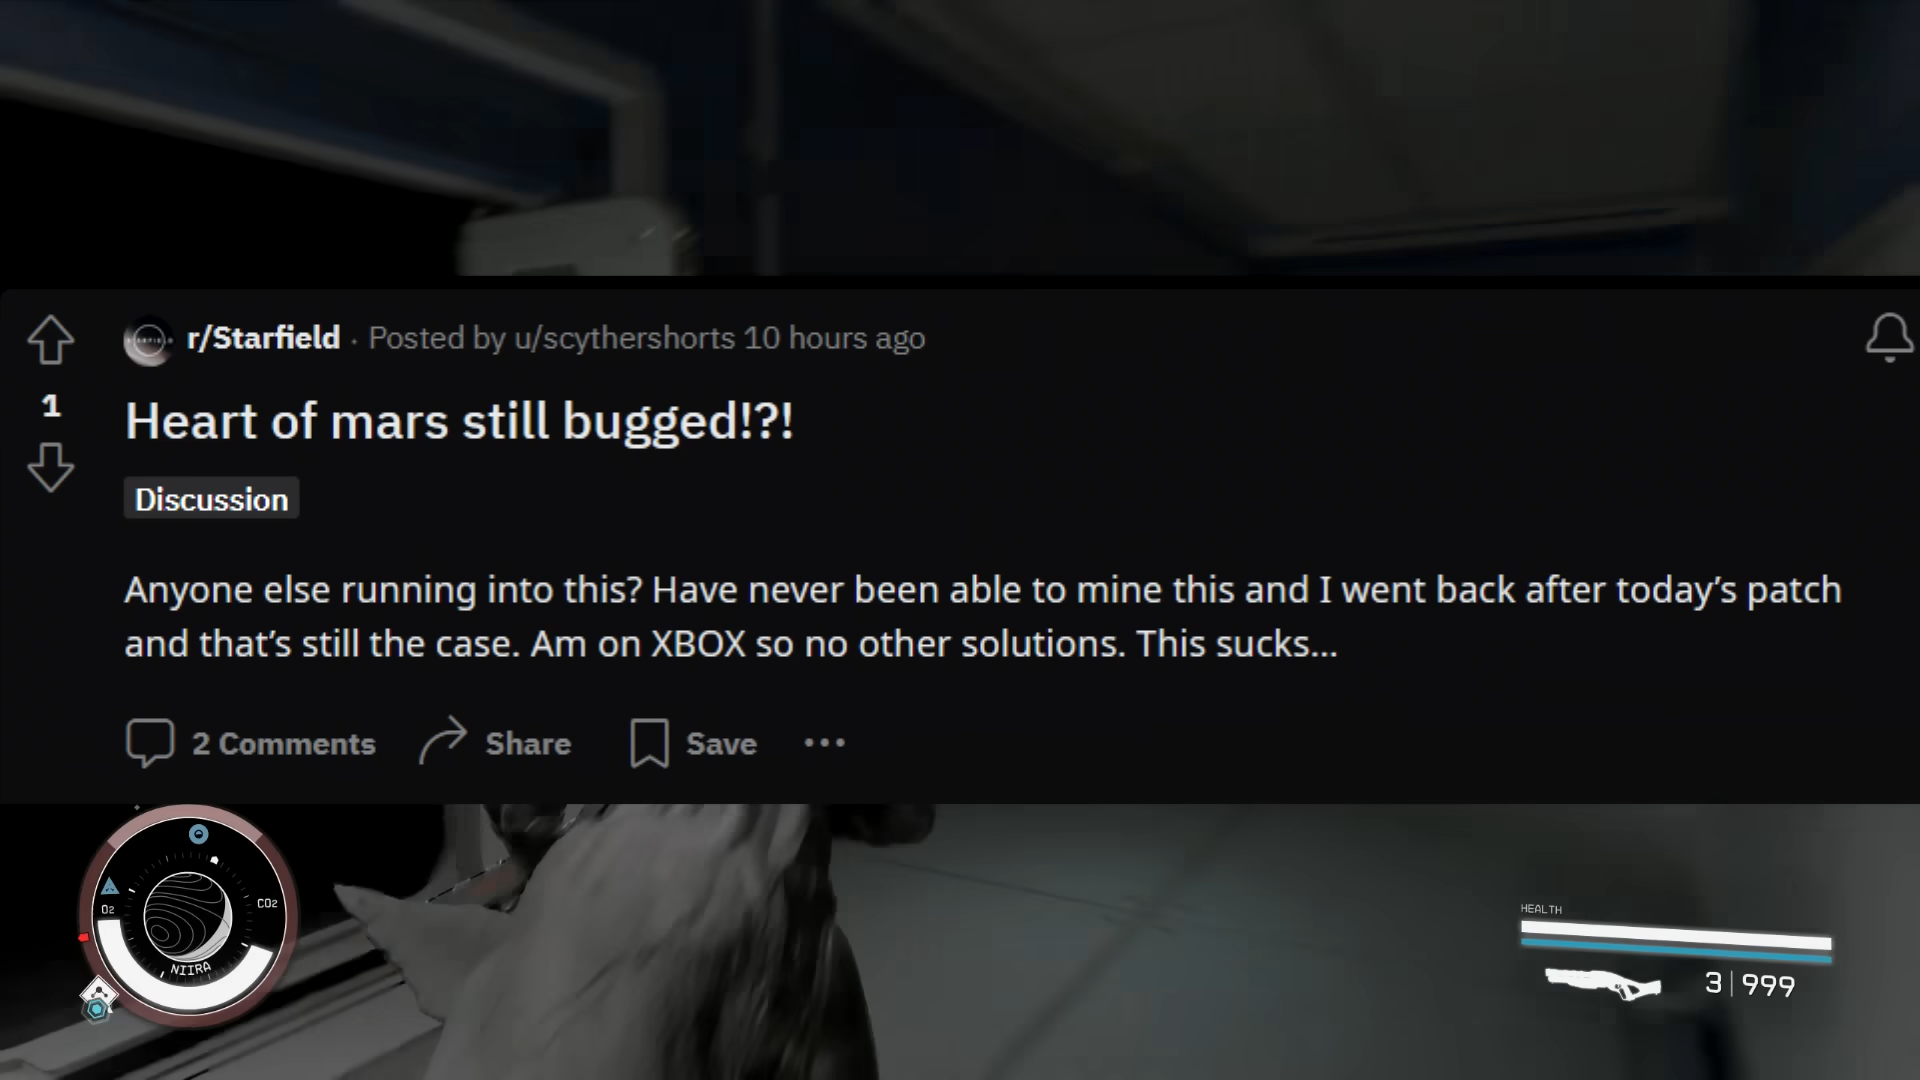 r/Starfield · Posted by u/scythershorts 10 hours ago
1
Heart of mars still bugged!?!
Discussion
Anyone else running into this? Have never been able to mine this and I went back after today’s patch
and that’s still the case. Am on XBOX so no other solutions. This sucks...
2 Comments Share Save
O2
CO2
NIIRA
HEALTH
3 | 999